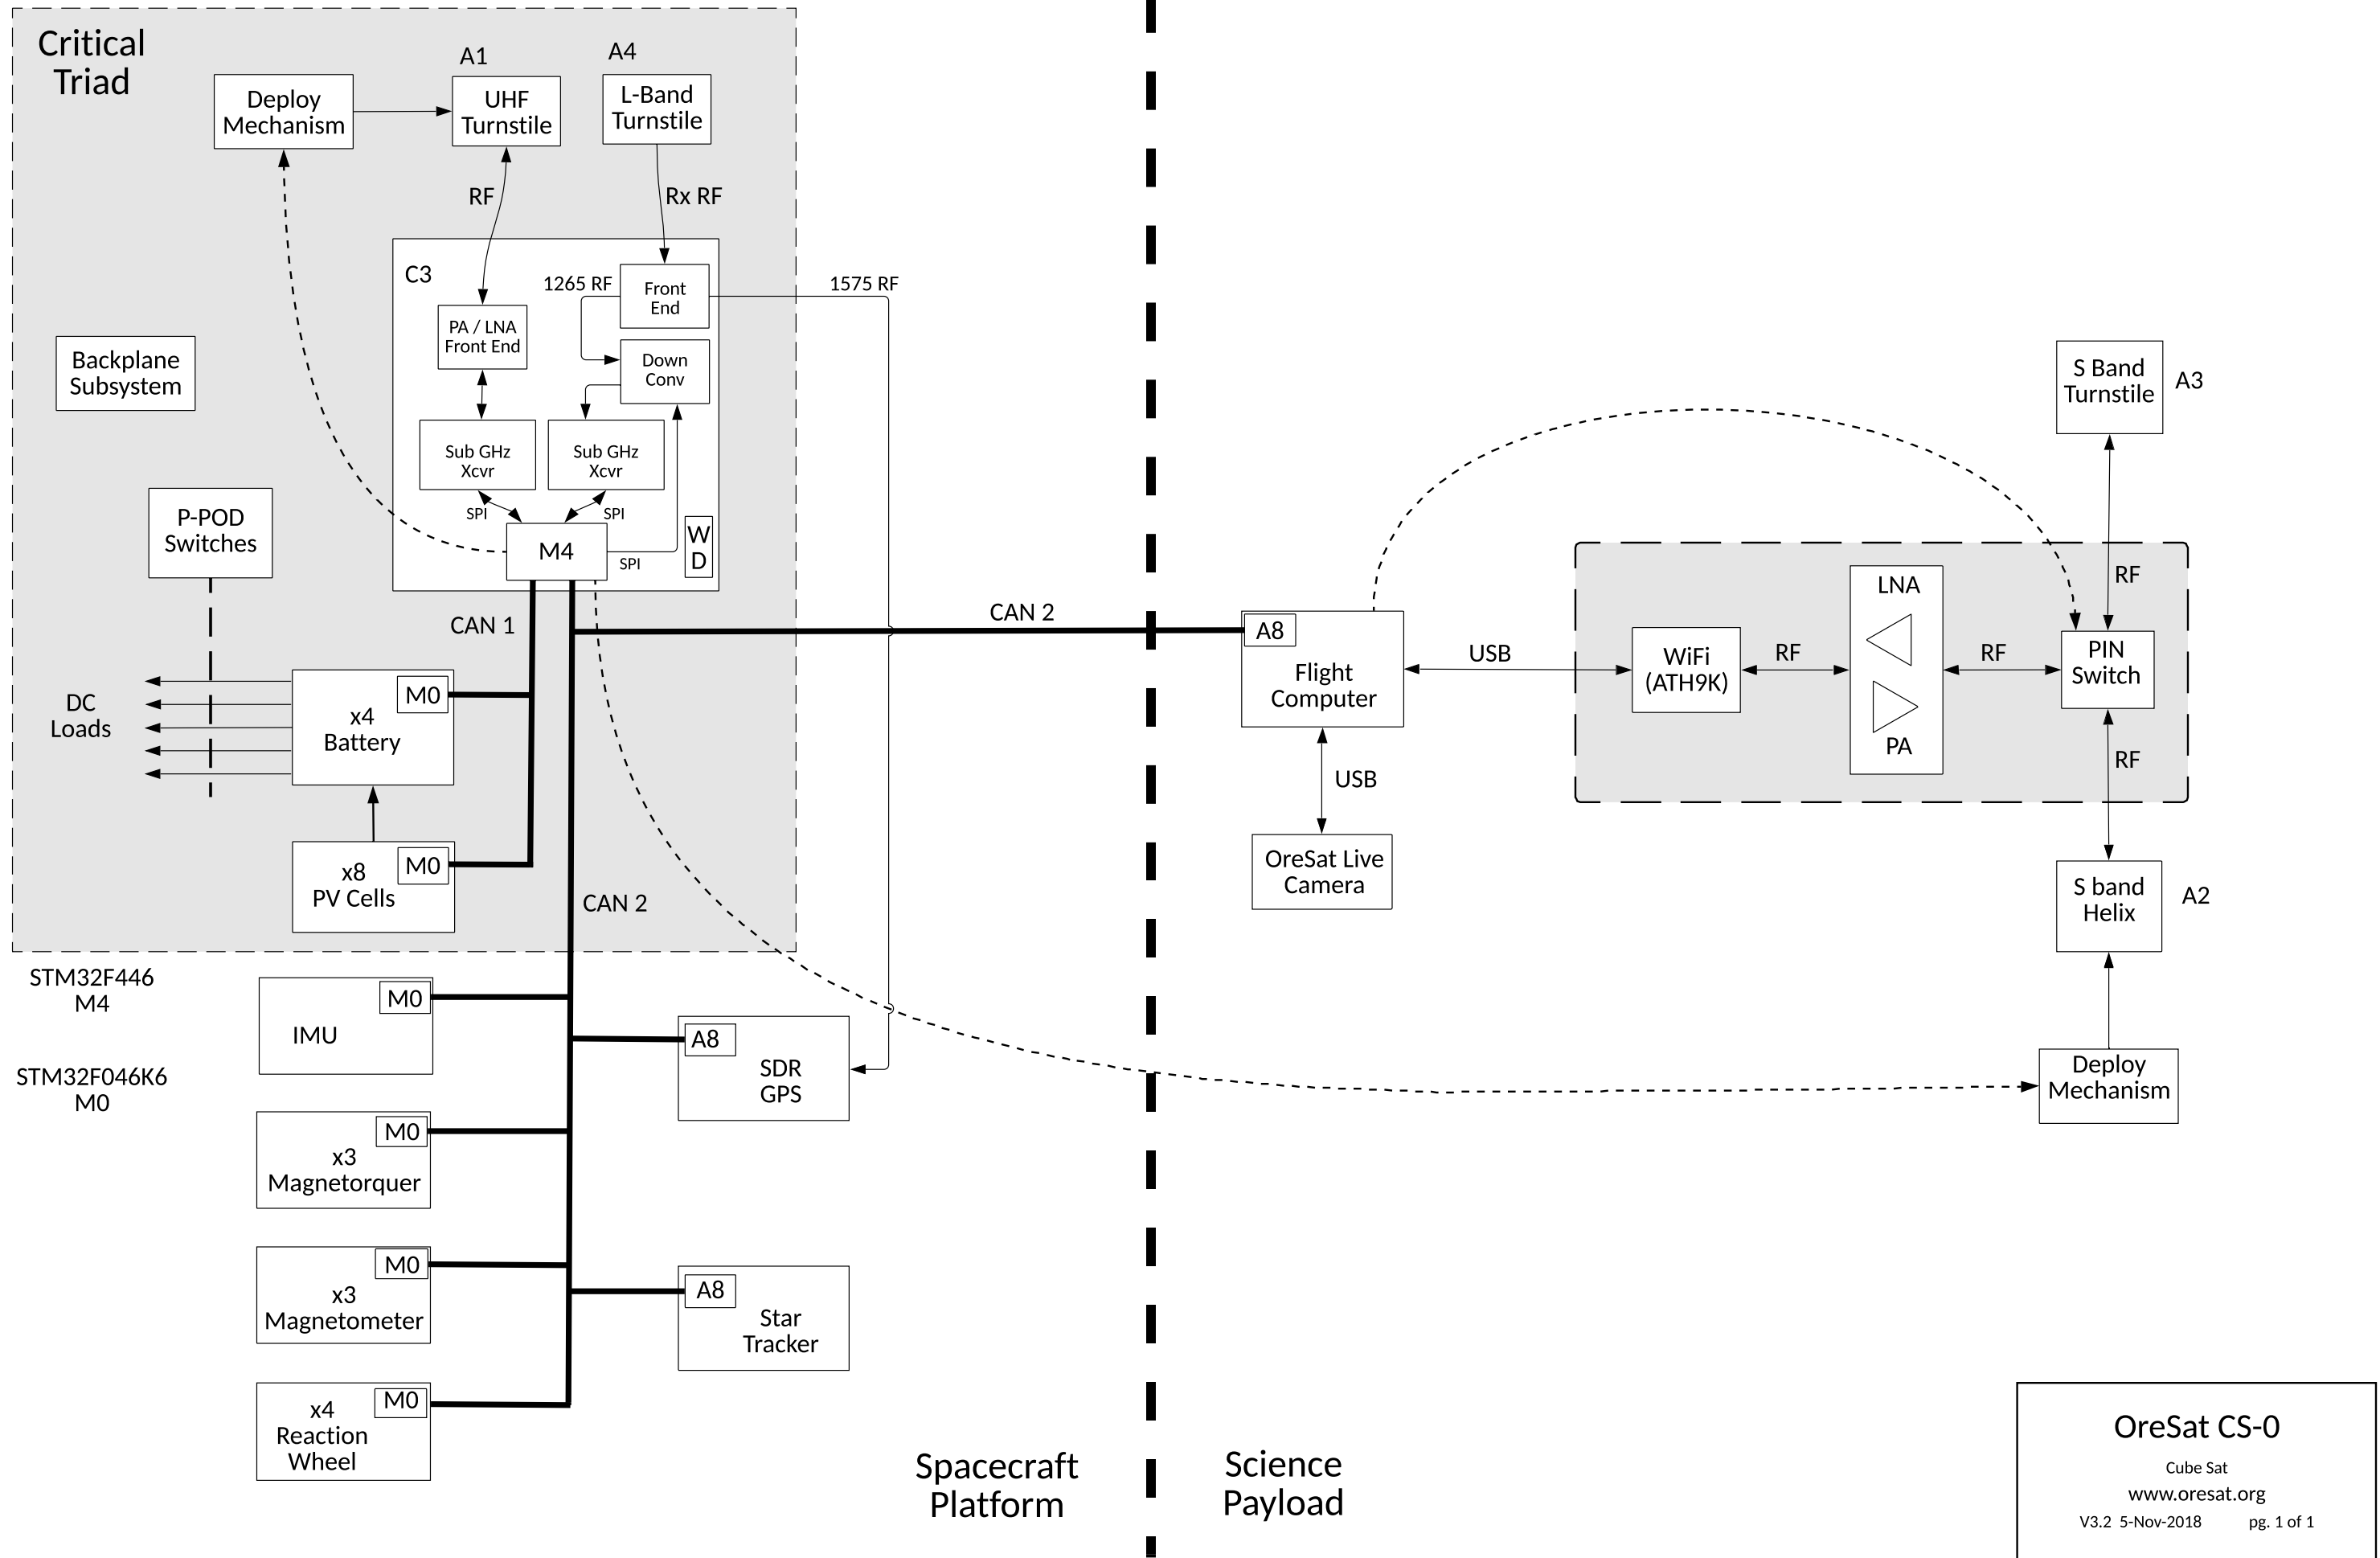 Critical
Triad
A1
A4
Deploy
Mechanism
UHF
Turnstile
L-Band
Turnstile
RF
Rx RF
C3
1265 RF
1575 RF
Front
End
PA / LNA
Front End
Down
Conv
Backplane
Subsystem
Sub GHz
Xcvr
Sub GHz
Xcvr
SPI
SPI
P-POD
Switches
M4
SPI
W
D
CAN 1
CAN 2
DC
Loads
M0
x4
Battery
M0
x8
PV Cells
CAN 2
STM32F446
M4
STM32F046K6
M0
M0
IMU
A8
SDR
GPS
M0
x3
Magnetorquer
M0
x3
Magnetometer
A8
Star
Tracker
M0
x4
Reaction
Wheel
Spacecraft
Platform
Science
Payload
A8
Flight
Computer
USB
USB
OreSat Live
Camera
WiFi
(ATH9K)
RF
LNA
PA
RF
PIN
Switch
RF
RF
S Band
Turnstile
A3
S band
Helix
A2
Deploy
Mechanism
OreSat CS-0
Cube Sat
www.oresat.org
V3.2 5-Nov-2018 pg. 1 of 1